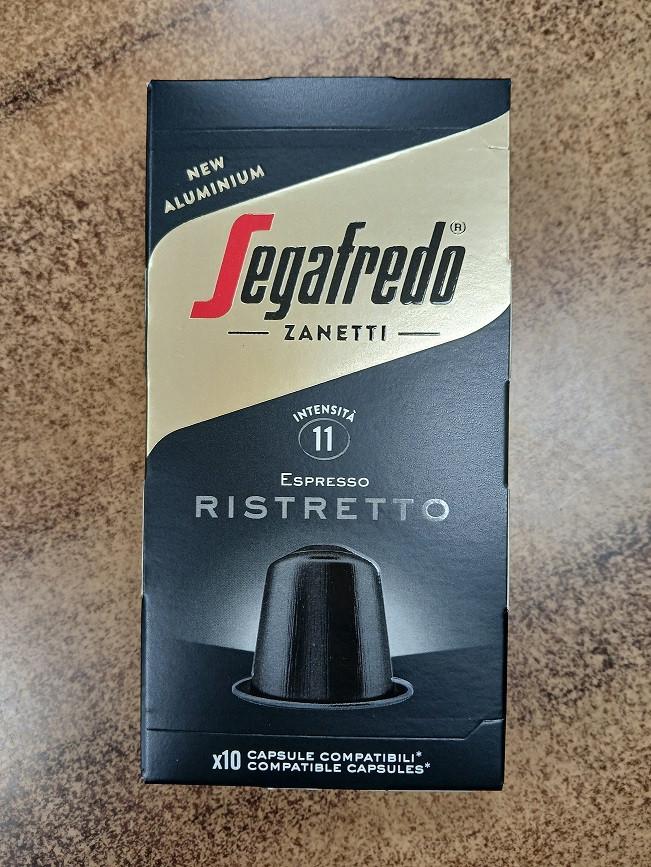 NEW
ALUMINIUM
Segafredo®
ZANETTI
INTENSITÀ
11
ESPRESSO
RISTRETTO
x10 CAPSULE COMPATIBILI*
COMPATIBLE CAPSULES*